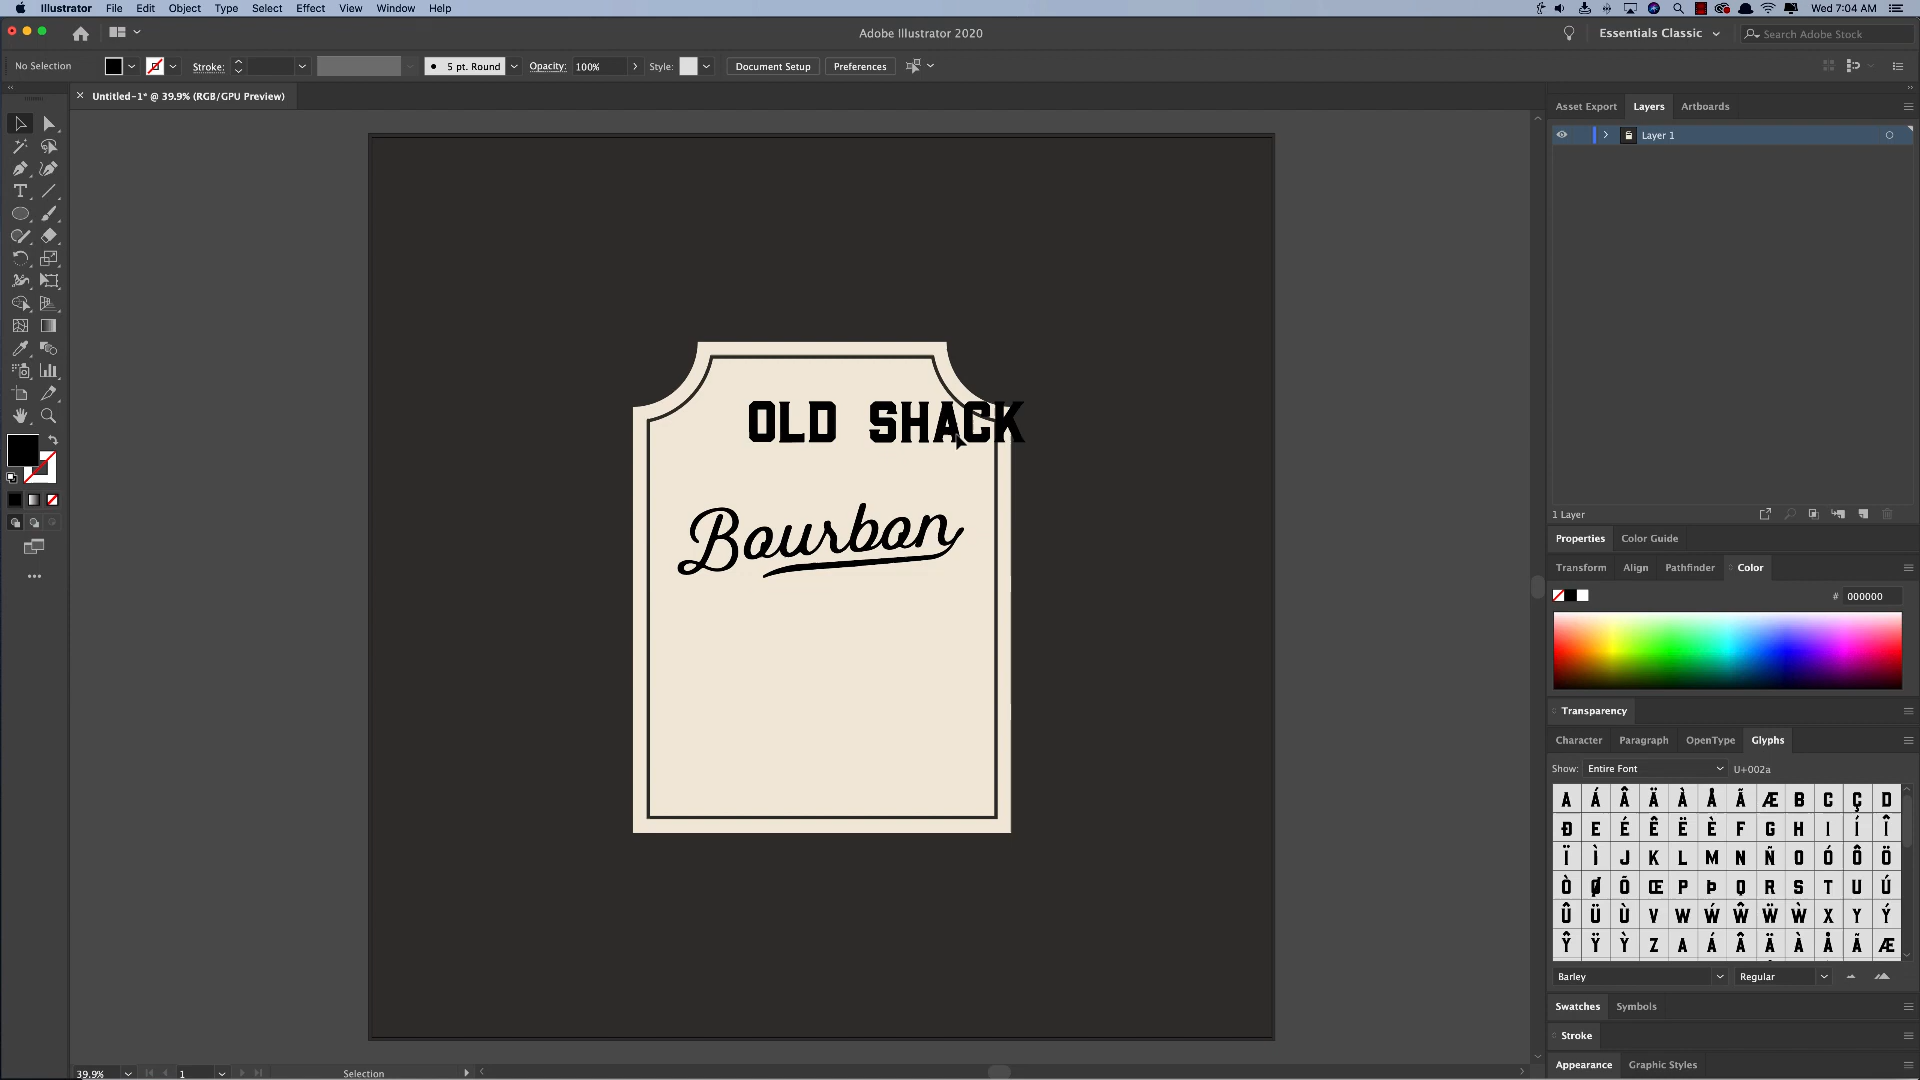 Illustrator File Edit Object Type Select Effect View Window Help
Wed 7:04 AM
Adobe Illustrator 2020
Essentials Classic
Search Adobe Stock
No Selection
Stroke:
5 pt. Round
Opacity: 100%
Style:
Document Setup
Preferences
Untitled-1* @ 39.9% (RGB/GPU Preview)
Asset Export Layers Artboards
Layer 1
OLD SHACK
Bourbon
1 Layer
Properties Color Guide
Transform Align Pathfinder Color
# 000000
Transparency
Character Paragraph OpenType Glyphs
Show: Entire Font U+002a
A Á Â Ä À Å Ã Æ B C Ç D
Ð E É Ê Ë È F G H I Í Î
Ï Ì J K L M N Ñ O Ó Ô Ö
Ò Ø Õ Œ P Þ Q R S T U Ú
Û Ü Ù V W Ẃ Ŵ Ẅ Ẁ X Y Ý
Ŷ Ÿ Ỳ Z A Á Â Ä À Å Ã Æ
Barley Regular
Swatches Symbols
Stroke
Appearance Graphic Styles
39.9% 1 Selection